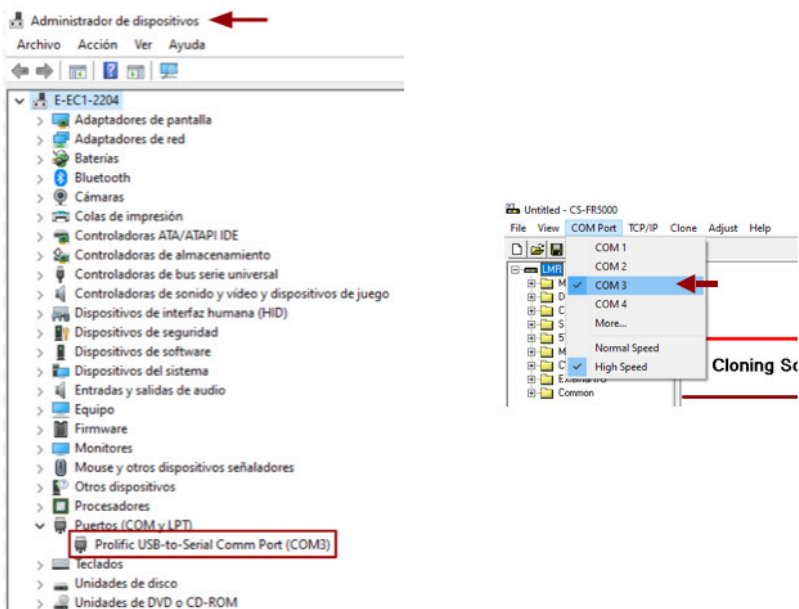 Administrador de dispositivos
Archivo Acción Ver Ayuda
E-EC1-2204
Adaptadores de pantalla
Adaptadores de red
Baterías
Bluetooth
Cámaras
Colas de impresión
Controladoras ATA/ATAPI IDE
Controladoras de almacenamiento
Controladoras de bus serie universal
Controladoras de sonido y vídeo y dispositivos de juego
Dispositivos de interfaz humana (HID)
Dispositivos de seguridad
Dispositivos de software
Dispositivos del sistema
Entradas y salidas de audio
Equipo
Firmware
Monitores
Mouse y otros dispositivos señaladores
Otros dispositivos
Procesadores
Puertos (COM y LPT)
Prolific USB-to-Serial Comm Port (COM3)
Teclados
Unidades de disco
Unidades de DVD o CD-ROM
Untitled - CS-FR5000
File View COM Port TCP/IP Clone Adjust Help
COM 1
COM 2
COM 3
COM 4
More...
Normal Speed
High Speed
LMR
M
D
C
S
5
M
C
Common
Cloning Sc